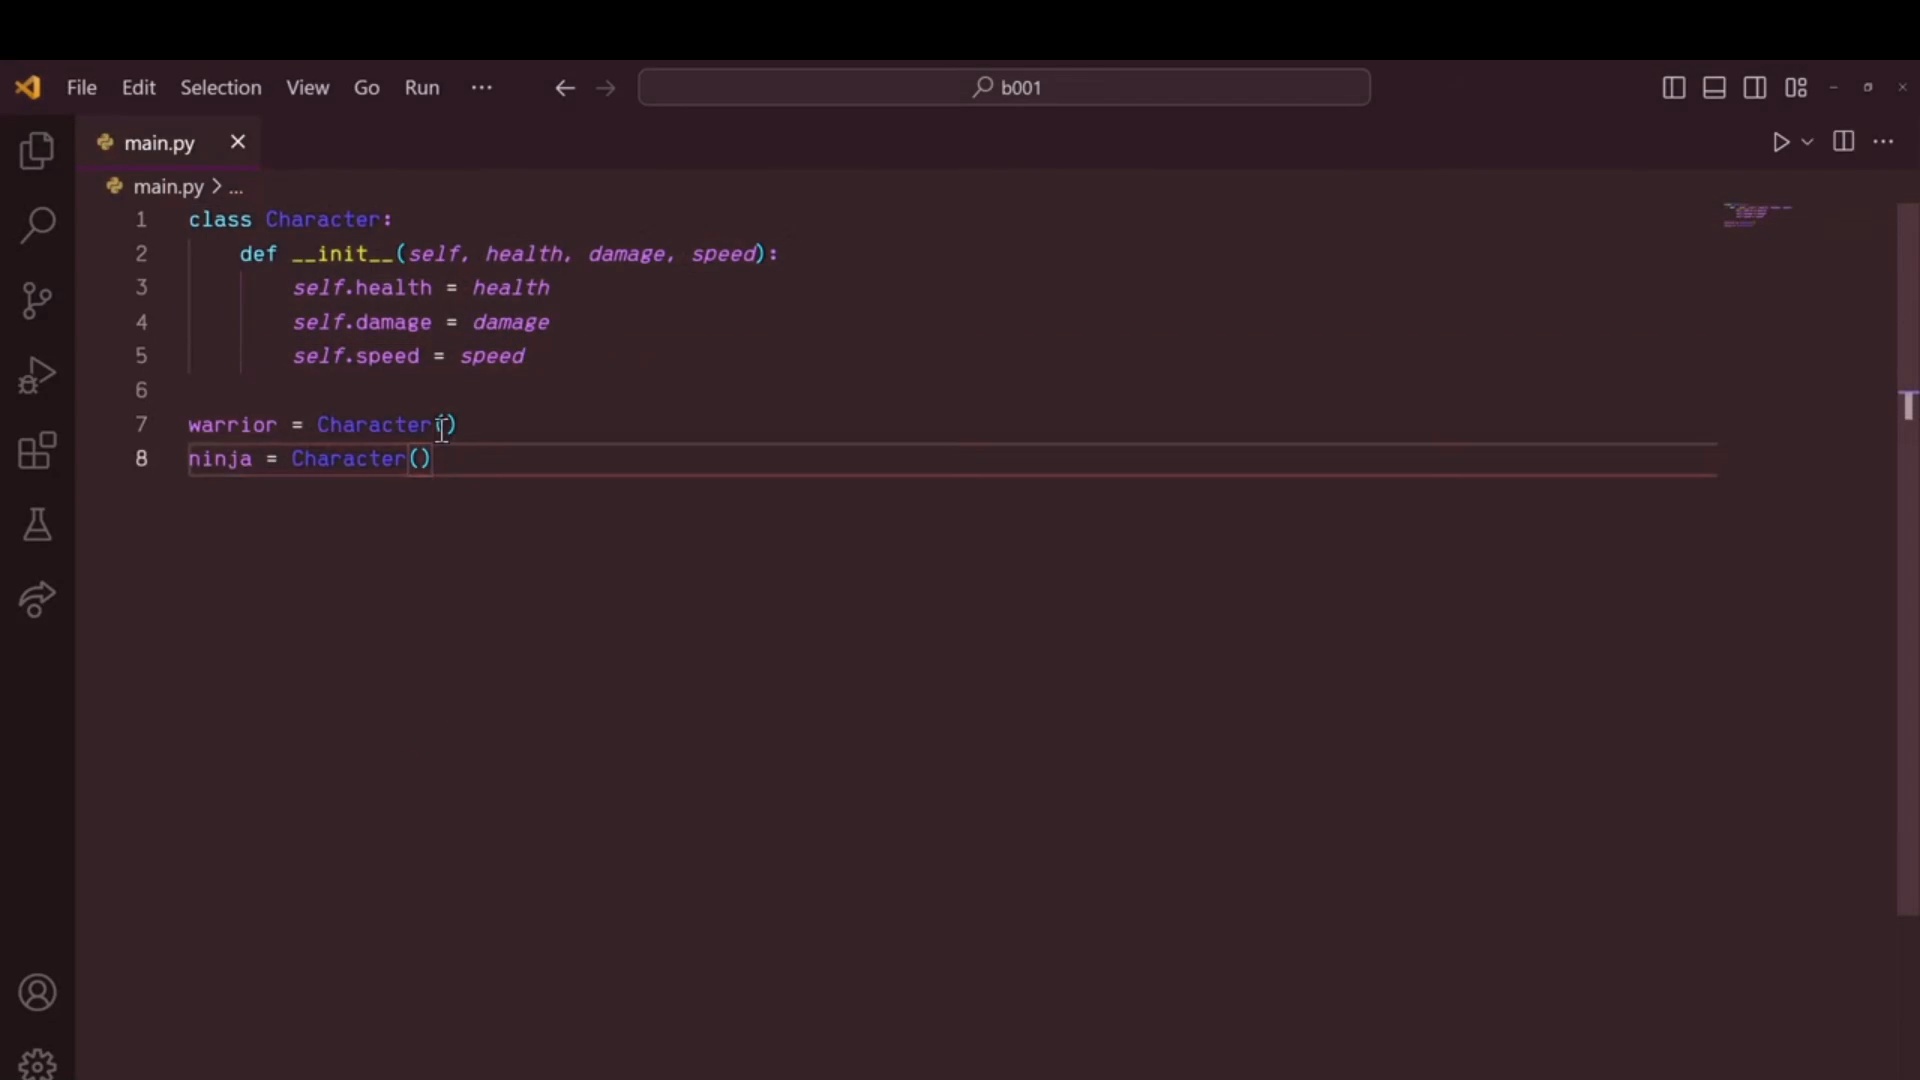 File Edit Selection View Go Run ··· b001
main.py
main.py > ...
1 class Character:
2     def __init__(self, health, damage, speed):
3         self.health = health
4         self.damage = damage
5         self.speed = speed
6
7 warrior = Character()
8 ninja = Character()